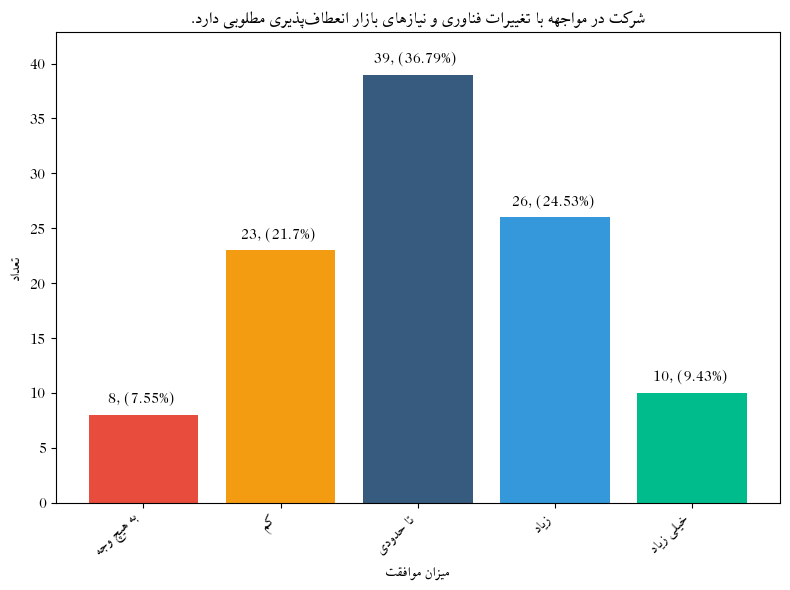 شرکت در مواجهه با تغییرات فناوری و نیازهای بازار انعطاف‌پذیری مطلوبی دارد.
تعداد
40
35
30
25
20
15
10
5
0
8, (7.55%)
23, (21.7%)
39, (36.79%)
26, (24.53%)
10, (9.43%)
به هیچ وجه
کم
تا حدودی
زیاد
خیلی زیاد
میزان موافقت